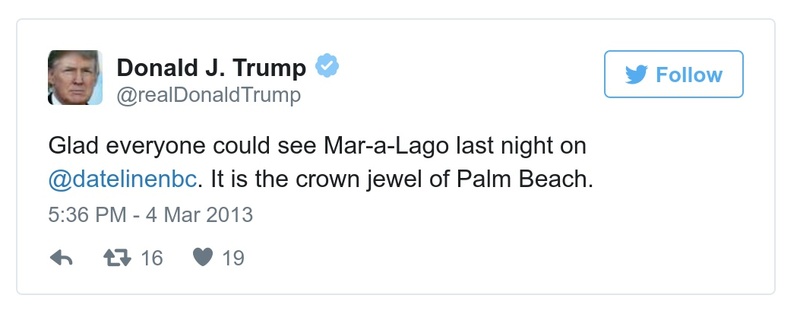 Donald J. Trump
@realDonaldTrump
Follow
Glad everyone could see Mar-a-Lago last night on
@datelinenbc. It is the crown jewel of Palm Beach.
5:36 PM - 4 Mar 2013
16 19